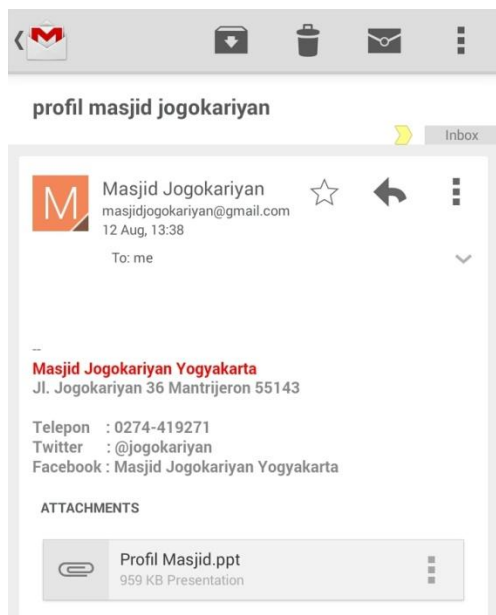 profil masjid jogokariyan
Inbox
M
Masjid Jogokariyan
masjidjogokariyan@gmail.com
12 Aug, 13:38
To: me
--
Masjid Jogokariyan Yogyakarta
Jl. Jogokariyan 36 Mantrijeron 55143
Telepon : 0274-419271
Twitter : @jogokariyan
Facebook : Masjid Jogokariyan Yogyakarta
ATTACHMENTS
Profil Masjid.ppt
959 KB Presentation